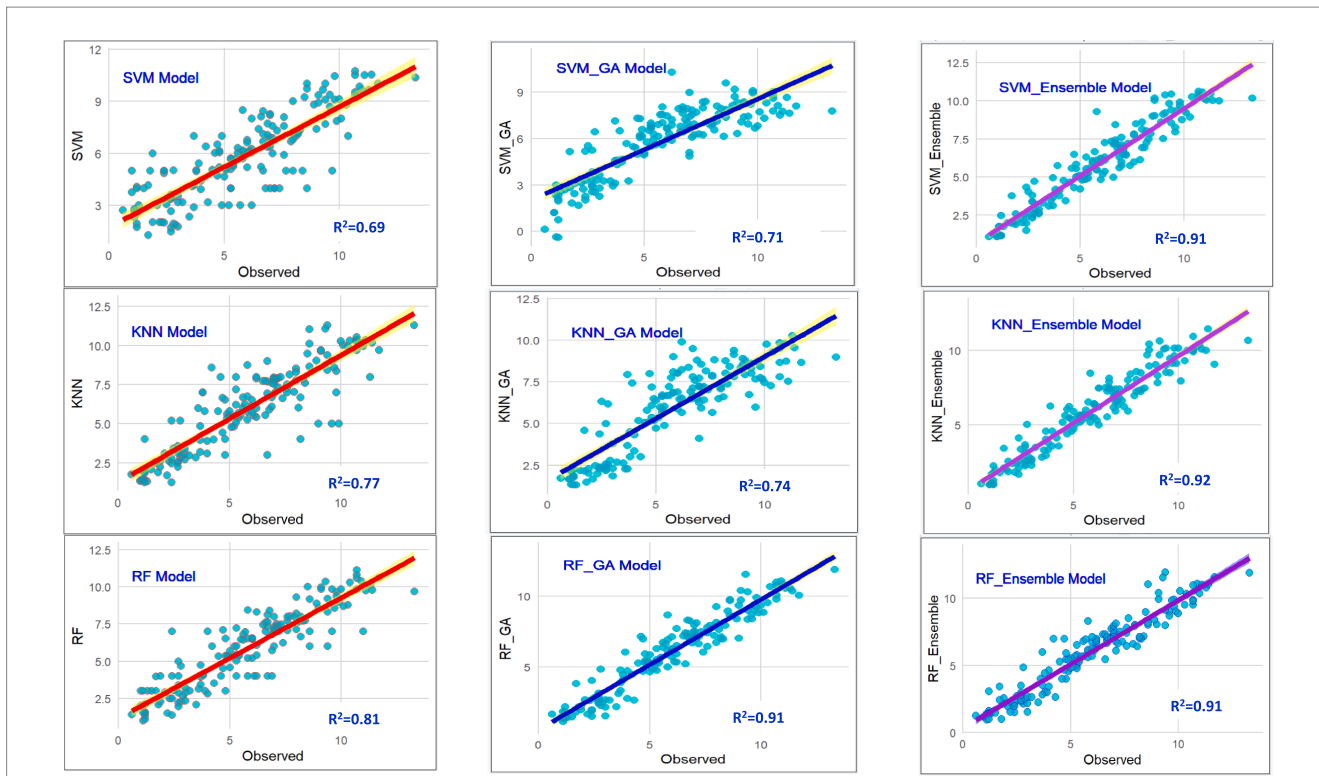 12
9
6
3
SVM
SVM Model
R²=0.69
0
5
10
Observed
9
6
3
0
SVM_GA
SVM_GA Model
R²=0.71
0
5
10
Observed
12.5
10.0
7.5
5.0
2.5
SVM_Ensemble
SVM_Ensemble Model
R²=0.91
0
5
10
Observed
12.5
10.0
7.5
5.0
2.5
KNN
KNN Model
R²=0.77
0
5
10
Observed
12.5
10.0
7.5
5.0
2.5
KNN_GA
KNN_GA Model
R²=0.74
0
5
10
Observed
10
5
KNN_Ensemble
KNN_Ensemble Model
R²=0.92
0
5
10
Observed
12.5
10.0
7.5
5.0
2.5
RF
RF Model
R²=0.81
0
5
10
Observed
10
5
RF_GA
RF_GA Model
R²=0.91
0
5
10
Observed
10
5
0
RF_Ensemble
RF_Ensemble Model
R²=0.91
0
5
10
Observed